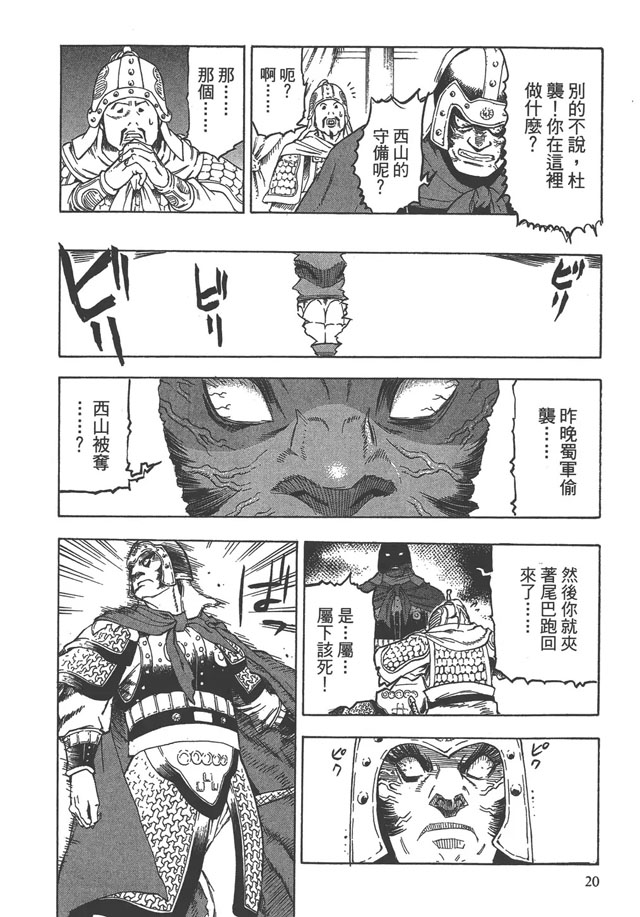 別的不說，杜
襲！你在這裡
做什麼？
西山的
守備呢？
呃？
啊……
那……
那個……
ビ
ビ
ビ
昨晚蜀軍偷
襲……
西山被奪
……？
然後你就夾
著尾巴跑回
來了……
是…屬…
屬下該死！
ピク
ピク
ばっ
20